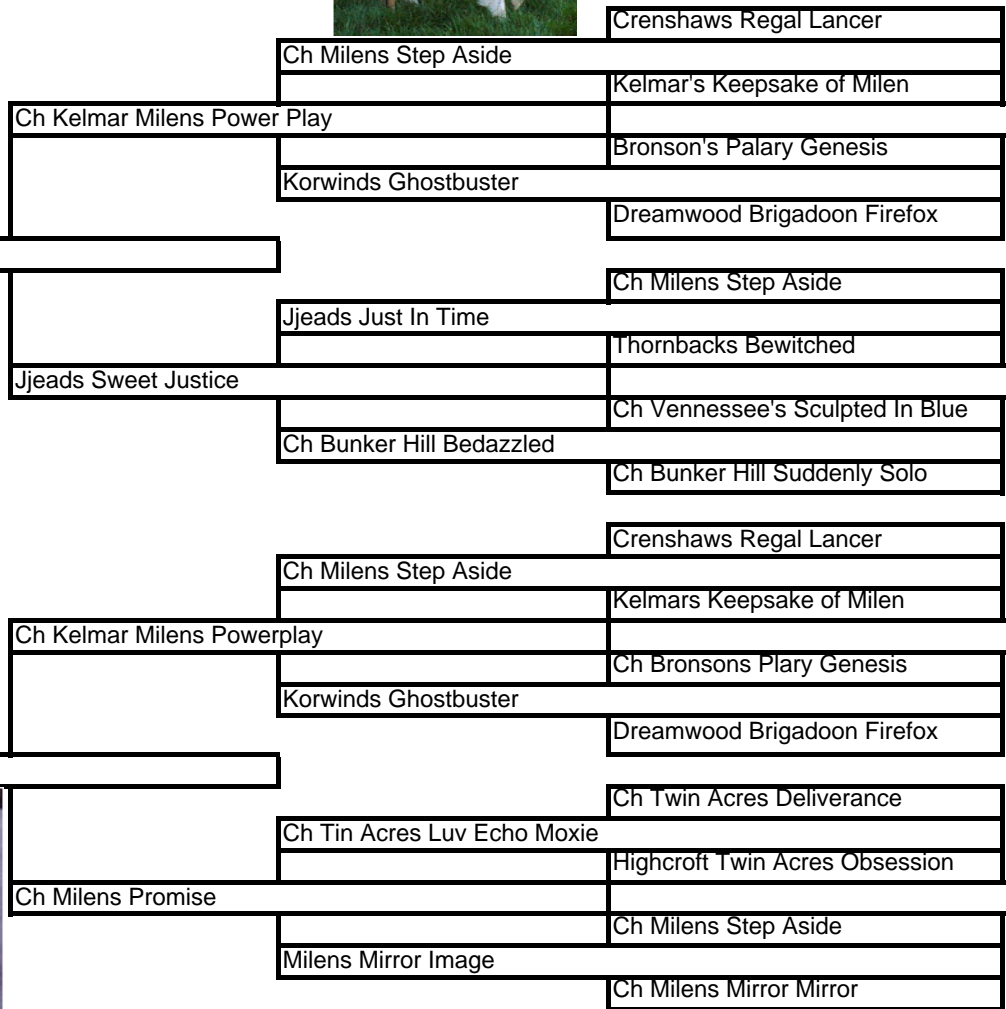 Crenshaws Regal Lancer
Ch Milens Step Aside
Kelmar's Keepsake of Milen
Ch Kelmar Milens Power Play
Bronson's Palary Genesis
Korwinds Ghostbuster
Dreamwood Brigadoon Firefox
Ch Milens Step Aside
Jjeads Just In Time
Thornbacks Bewitched
Jjeads Sweet Justice
Ch Vennessee's Sculpted In Blue
Ch Bunker Hill Bedazzled
Ch Bunker Hill Suddenly Solo
Crenshaws Regal Lancer
Ch Milens Step Aside
Kelmars Keepsake of Milen
Ch Kelmar Milens Powerplay
Ch Bronsons Plary Genesis
Korwinds Ghostbuster
Dreamwood Brigadoon Firefox
Ch Twin Acres Deliverance
Ch Tin Acres Luv Echo Moxie
Highcroft Twin Acres Obsession
Ch Milens Promise
Ch Milens Step Aside
Milens Mirror Image
Ch Milens Mirror Mirror